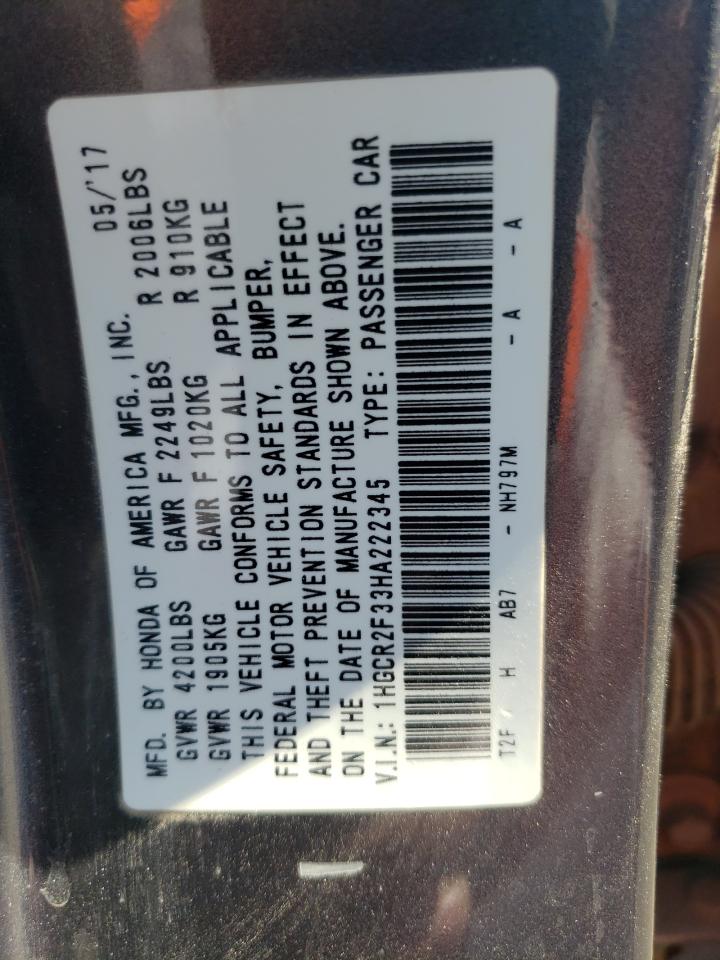 MFD. BY HONDA OF AMERICA MFG., INC. 05/'17
GVWR 4200LBS GAWR F 2249LBS R 2006LBS
GVWR 1905KG GAWR F 1020KG R 910KG
THIS VEHICLE CONFORMS TO ALL APPLICABLE
FEDERAL MOTOR VEHICLE SAFETY, BUMPER,
AND THEFT PREVENTION STANDARDS IN EFFECT
ON THE DATE OF MANUFACTURE SHOWN ABOVE.
V.I.N.: 1HGCR2F33HA222345 TYPE: PASSENGER CAR
T2F H AB7 - NH797M - A - A